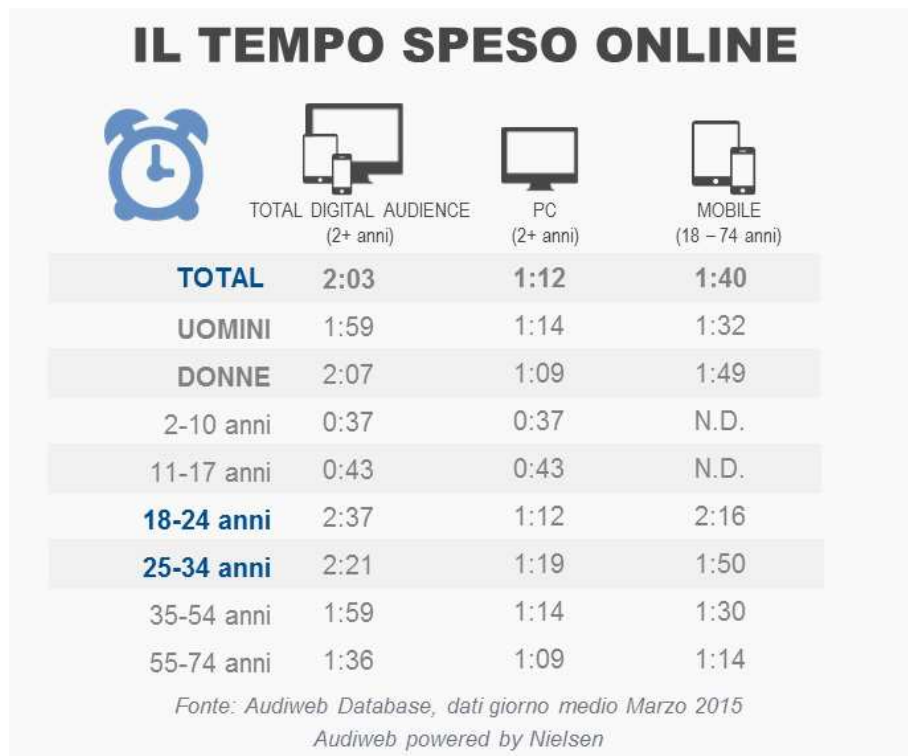 IL TEMPO SPESO ONLINE
TOTAL DIGITAL AUDIENCE PC MOBILE
(2+ anni) (2+ anni) (18 – 74 anni)
TOTAL 2:03 1:12 1:40
UOMINI 1:59 1:14 1:32
DONNE 2:07 1:09 1:49
2-10 anni 0:37 0:37 N.D.
11-17 anni 0:43 0:43 N.D.
18-24 anni 2:37 1:12 2:16
25-34 anni 2:21 1:19 1:50
35-54 anni 1:59 1:14 1:30
55-74 anni 1:36 1:09 1:14
Fonte: Audiweb Database, dati giorno medio Marzo 2015
Audiweb powered by Nielsen